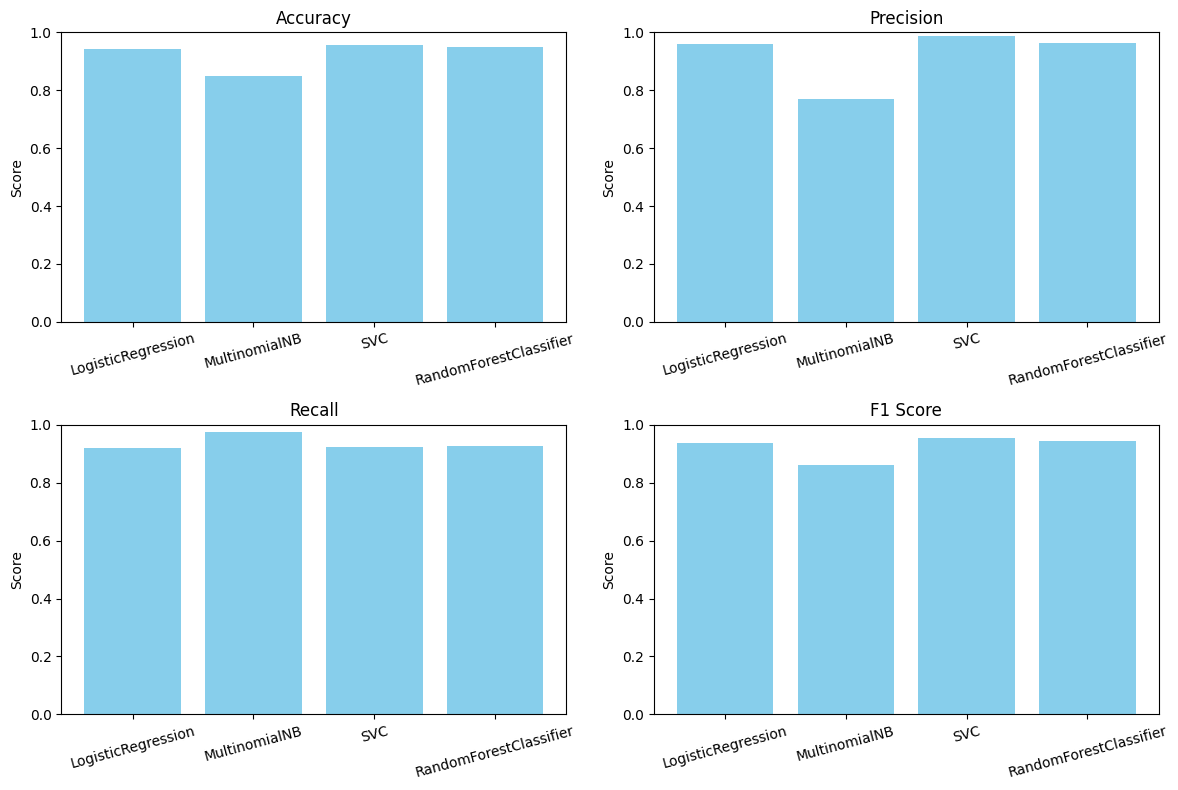 Accuracy
1.0
0.8
0.6
0.4
0.2
0.0
Score
LogisticRegression
MultinomialNB
SVC
RandomForestClassifier
Precision
1.0
0.8
0.6
0.4
0.2
0.0
Score
LogisticRegression
MultinomialNB
SVC
RandomForestClassifier
Recall
1.0
0.8
0.6
0.4
0.2
0.0
Score
LogisticRegression
MultinomialNB
SVC
RandomForestClassifier
F1 Score
1.0
0.8
0.6
0.4
0.2
0.0
Score
LogisticRegression
MultinomialNB
SVC
RandomForestClassifier